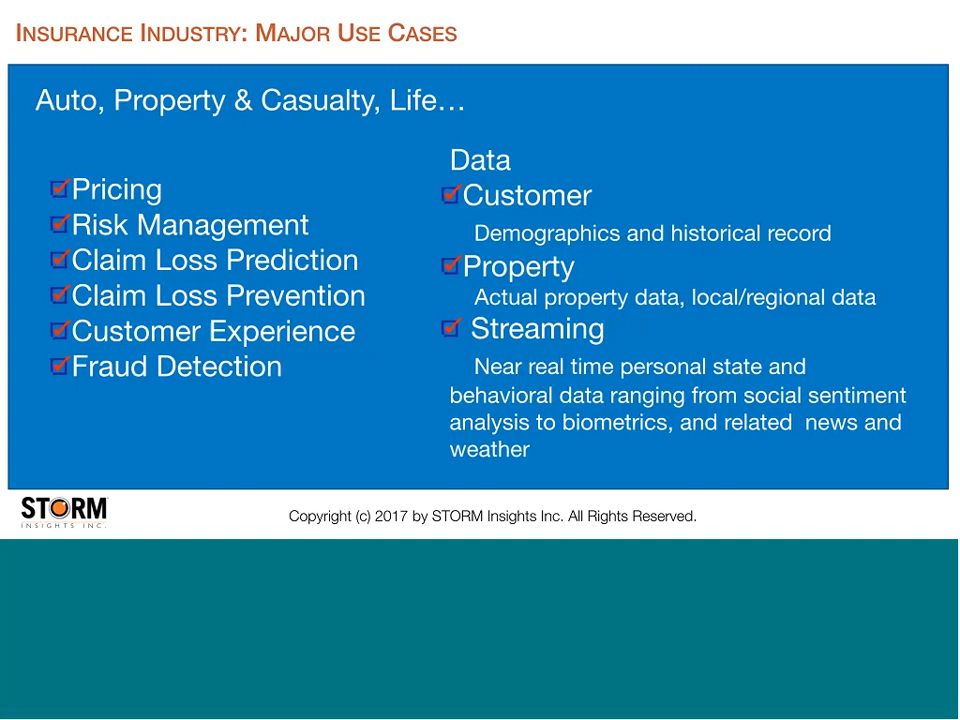 INSURANCE INDUSTRY: MAJOR USE CASES
Auto, Property & Casualty, Life…
Pricing
Risk Management
Claim Loss Prediction
Claim Loss Prevention
Customer Experience
Fraud Detection
Data
Customer
Demographics and historical record
Property
Actual property data, local/regional data
Streaming
Near real time personal state and
behavioral data ranging from social sentiment
analysis to biometrics, and related news and
weather
STORM
INSIGHTS INC.
Copyright (c) 2017 by STORM Insights Inc. All Rights Reserved.